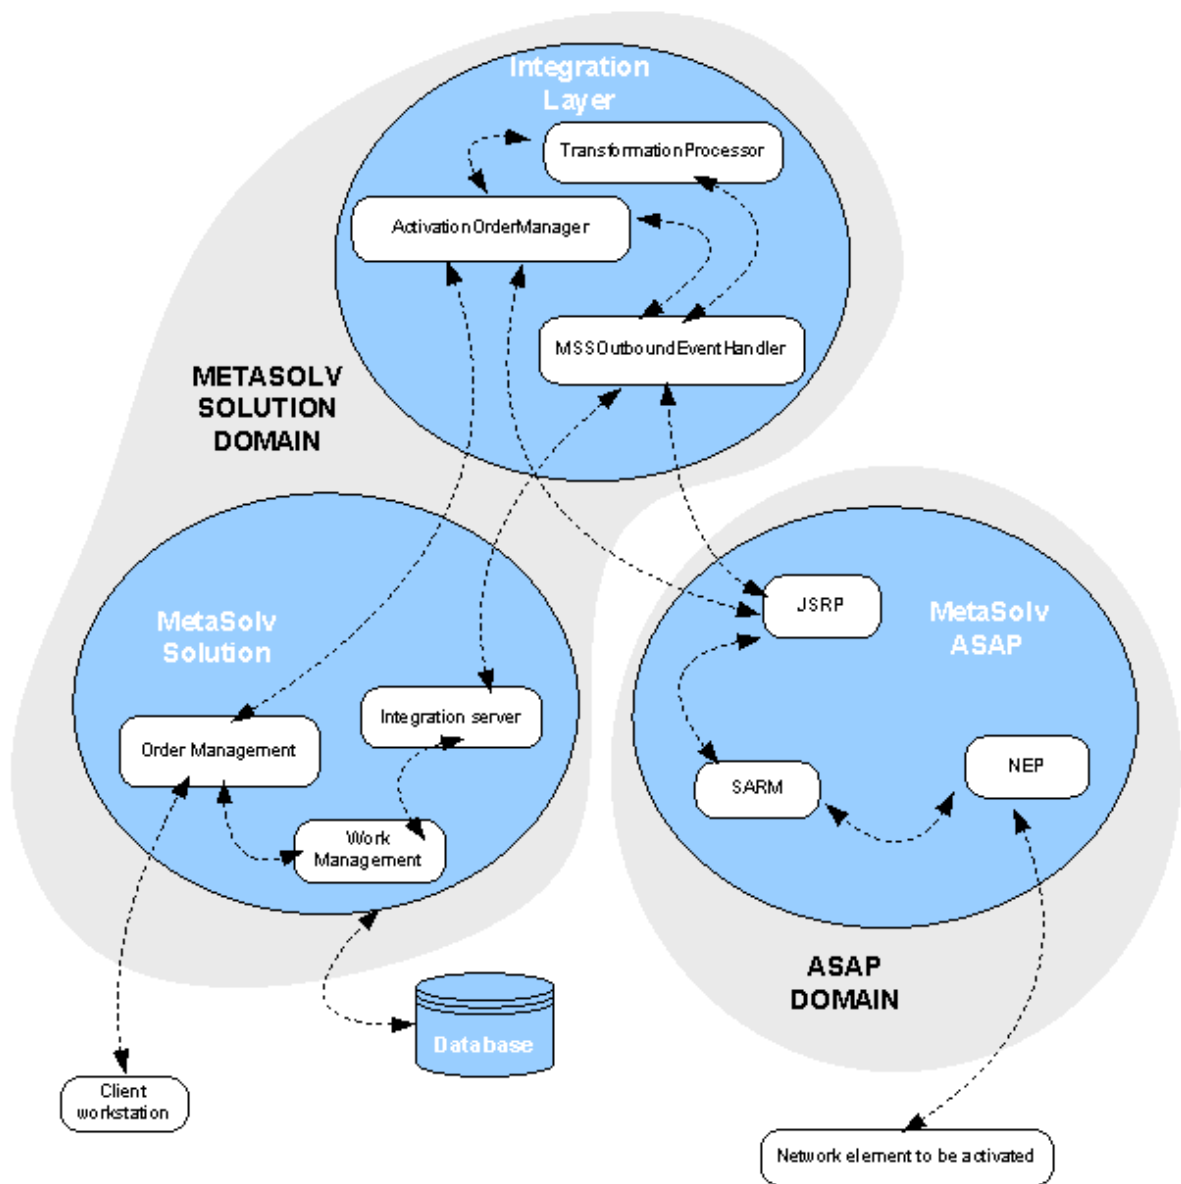 Integration
Layer
TransformationProcessor
ActivationOrderManager
MSSOutboundEventHandler
METASOLV
SOLUTION
DOMAIN
MetaSolv
Solution
Integration server
Order Management
Work
Management
JSRP
MetaSolv
ASAP
SARM
NEP
ASAP
DOMAIN
Database
Client
workstation
Network element to be activated